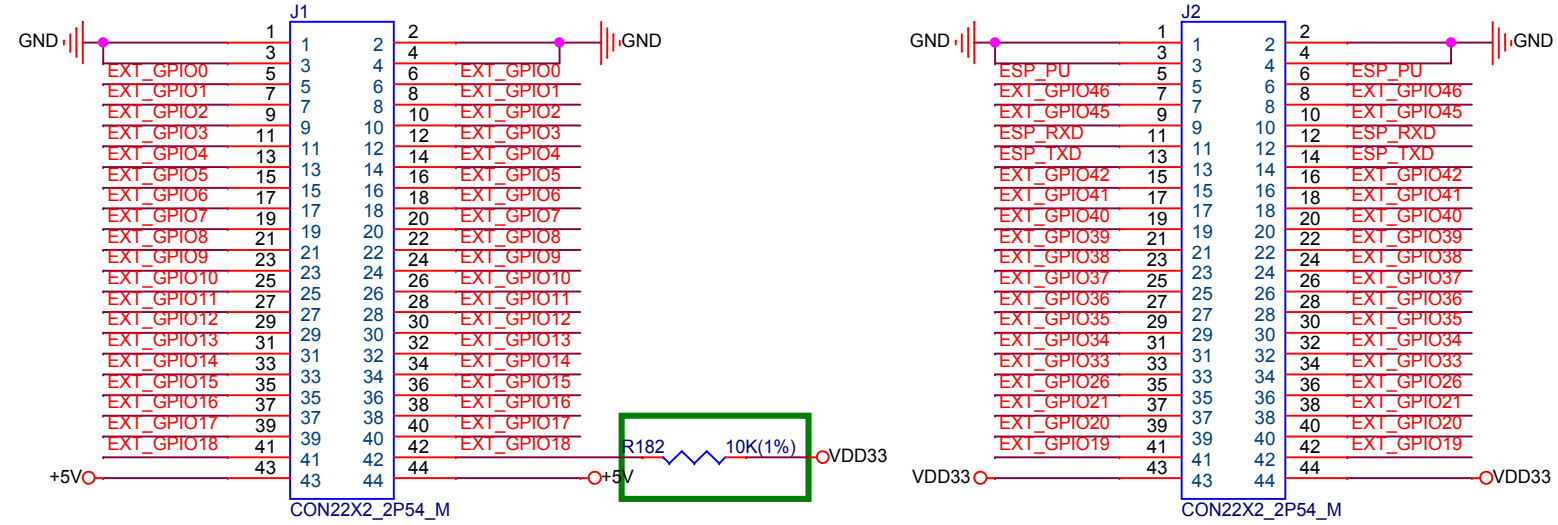 J1
GND 1 1 2 2 GND
3 3 4 4
EXT_GPIO0 5 5 6 6 EXT_GPIO0
EXT_GPIO1 7 7 8 8 EXT_GPIO1
EXT_GPIO2 9 9 10 10 EXT_GPIO2
EXT_GPIO3 11 11 12 12 EXT_GPIO3
EXT_GPIO4 13 13 14 14 EXT_GPIO4
EXT_GPIO5 15 15 16 16 EXT_GPIO5
EXT_GPIO6 17 17 18 18 EXT_GPIO6
EXT_GPIO7 19 19 20 20 EXT_GPIO7
EXT_GPIO8 21 21 22 22 EXT_GPIO8
EXT_GPIO9 23 23 24 24 EXT_GPIO9
EXT_GPIO10 25 25 26 26 EXT_GPIO10
EXT_GPIO11 27 27 28 28 EXT_GPIO11
EXT_GPIO12 29 29 30 30 EXT_GPIO12
EXT_GPIO13 31 31 32 32 EXT_GPIO13
EXT_GPIO14 33 33 34 34 EXT_GPIO14
EXT_GPIO15 35 35 36 36 EXT_GPIO15
EXT_GPIO16 37 37 38 38 EXT_GPIO16
EXT_GPIO17 39 39 40 40 EXT_GPIO17
EXT_GPIO18 41 41 42 42 EXT_GPIO18 R182 10K(1%) VDD33
+5V 43 43 44 44 +5V
CON22X2_2P54_M
J2
GND 1 1 2 2 GND
3 3 4 4
ESP_PU 5 5 6 6 ESP_PU
EXT_GPIO46 7 7 8 8 EXT_GPIO46
EXT_GPIO45 9 9 10 10 EXT_GPIO45
ESP_RXD 11 11 12 12 ESP_RXD
ESP_TXD 13 13 14 14 ESP_TXD
EXT_GPIO42 15 15 16 16 EXT_GPIO42
EXT_GPIO41 17 17 18 18 EXT_GPIO41
EXT_GPIO40 19 19 20 20 EXT_GPIO40
EXT_GPIO39 21 21 22 22 EXT_GPIO39
EXT_GPIO38 23 23 24 24 EXT_GPIO38
EXT_GPIO37 25 25 26 26 EXT_GPIO37
EXT_GPIO36 27 27 28 28 EXT_GPIO36
EXT_GPIO35 29 29 30 30 EXT_GPIO35
EXT_GPIO34 31 31 32 32 EXT_GPIO34
EXT_GPIO33 33 33 34 34 EXT_GPIO33
EXT_GPIO26 35 35 36 36 EXT_GPIO26
EXT_GPIO21 37 37 38 38 EXT_GPIO21
EXT_GPIO20 39 39 40 40 EXT_GPIO20
EXT_GPIO19 41 41 42 42 EXT_GPIO19
VDD33 43 43 44 44 VDD33
CON22X2_2P54_M